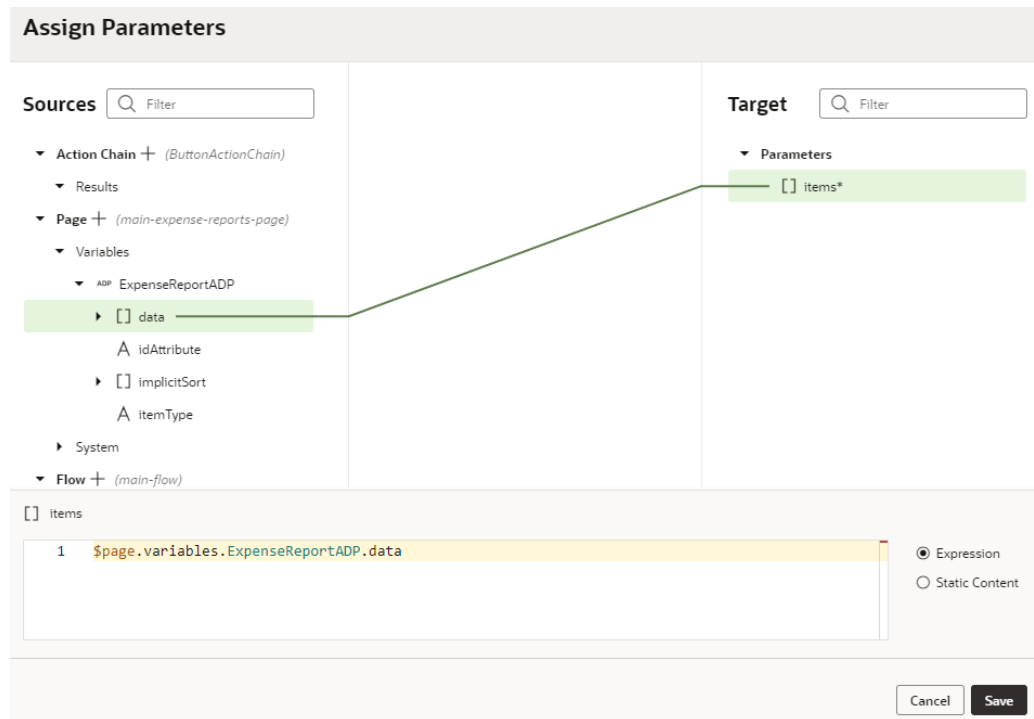 Assign Parameters
Sources Filter
Target Filter
Action Chain (ButtonActionChain)
Parameters
Results
[] items*
Page (main-expense-reports-page)
Variables
ADP ExpenseReportADP
[] data
A idAttribute
[] implicitSort
A itemType
System
Flow (main-flow)
[] items
1 $page.variables.ExpenseReportADP.data
Expression
Static Content
Cancel Save